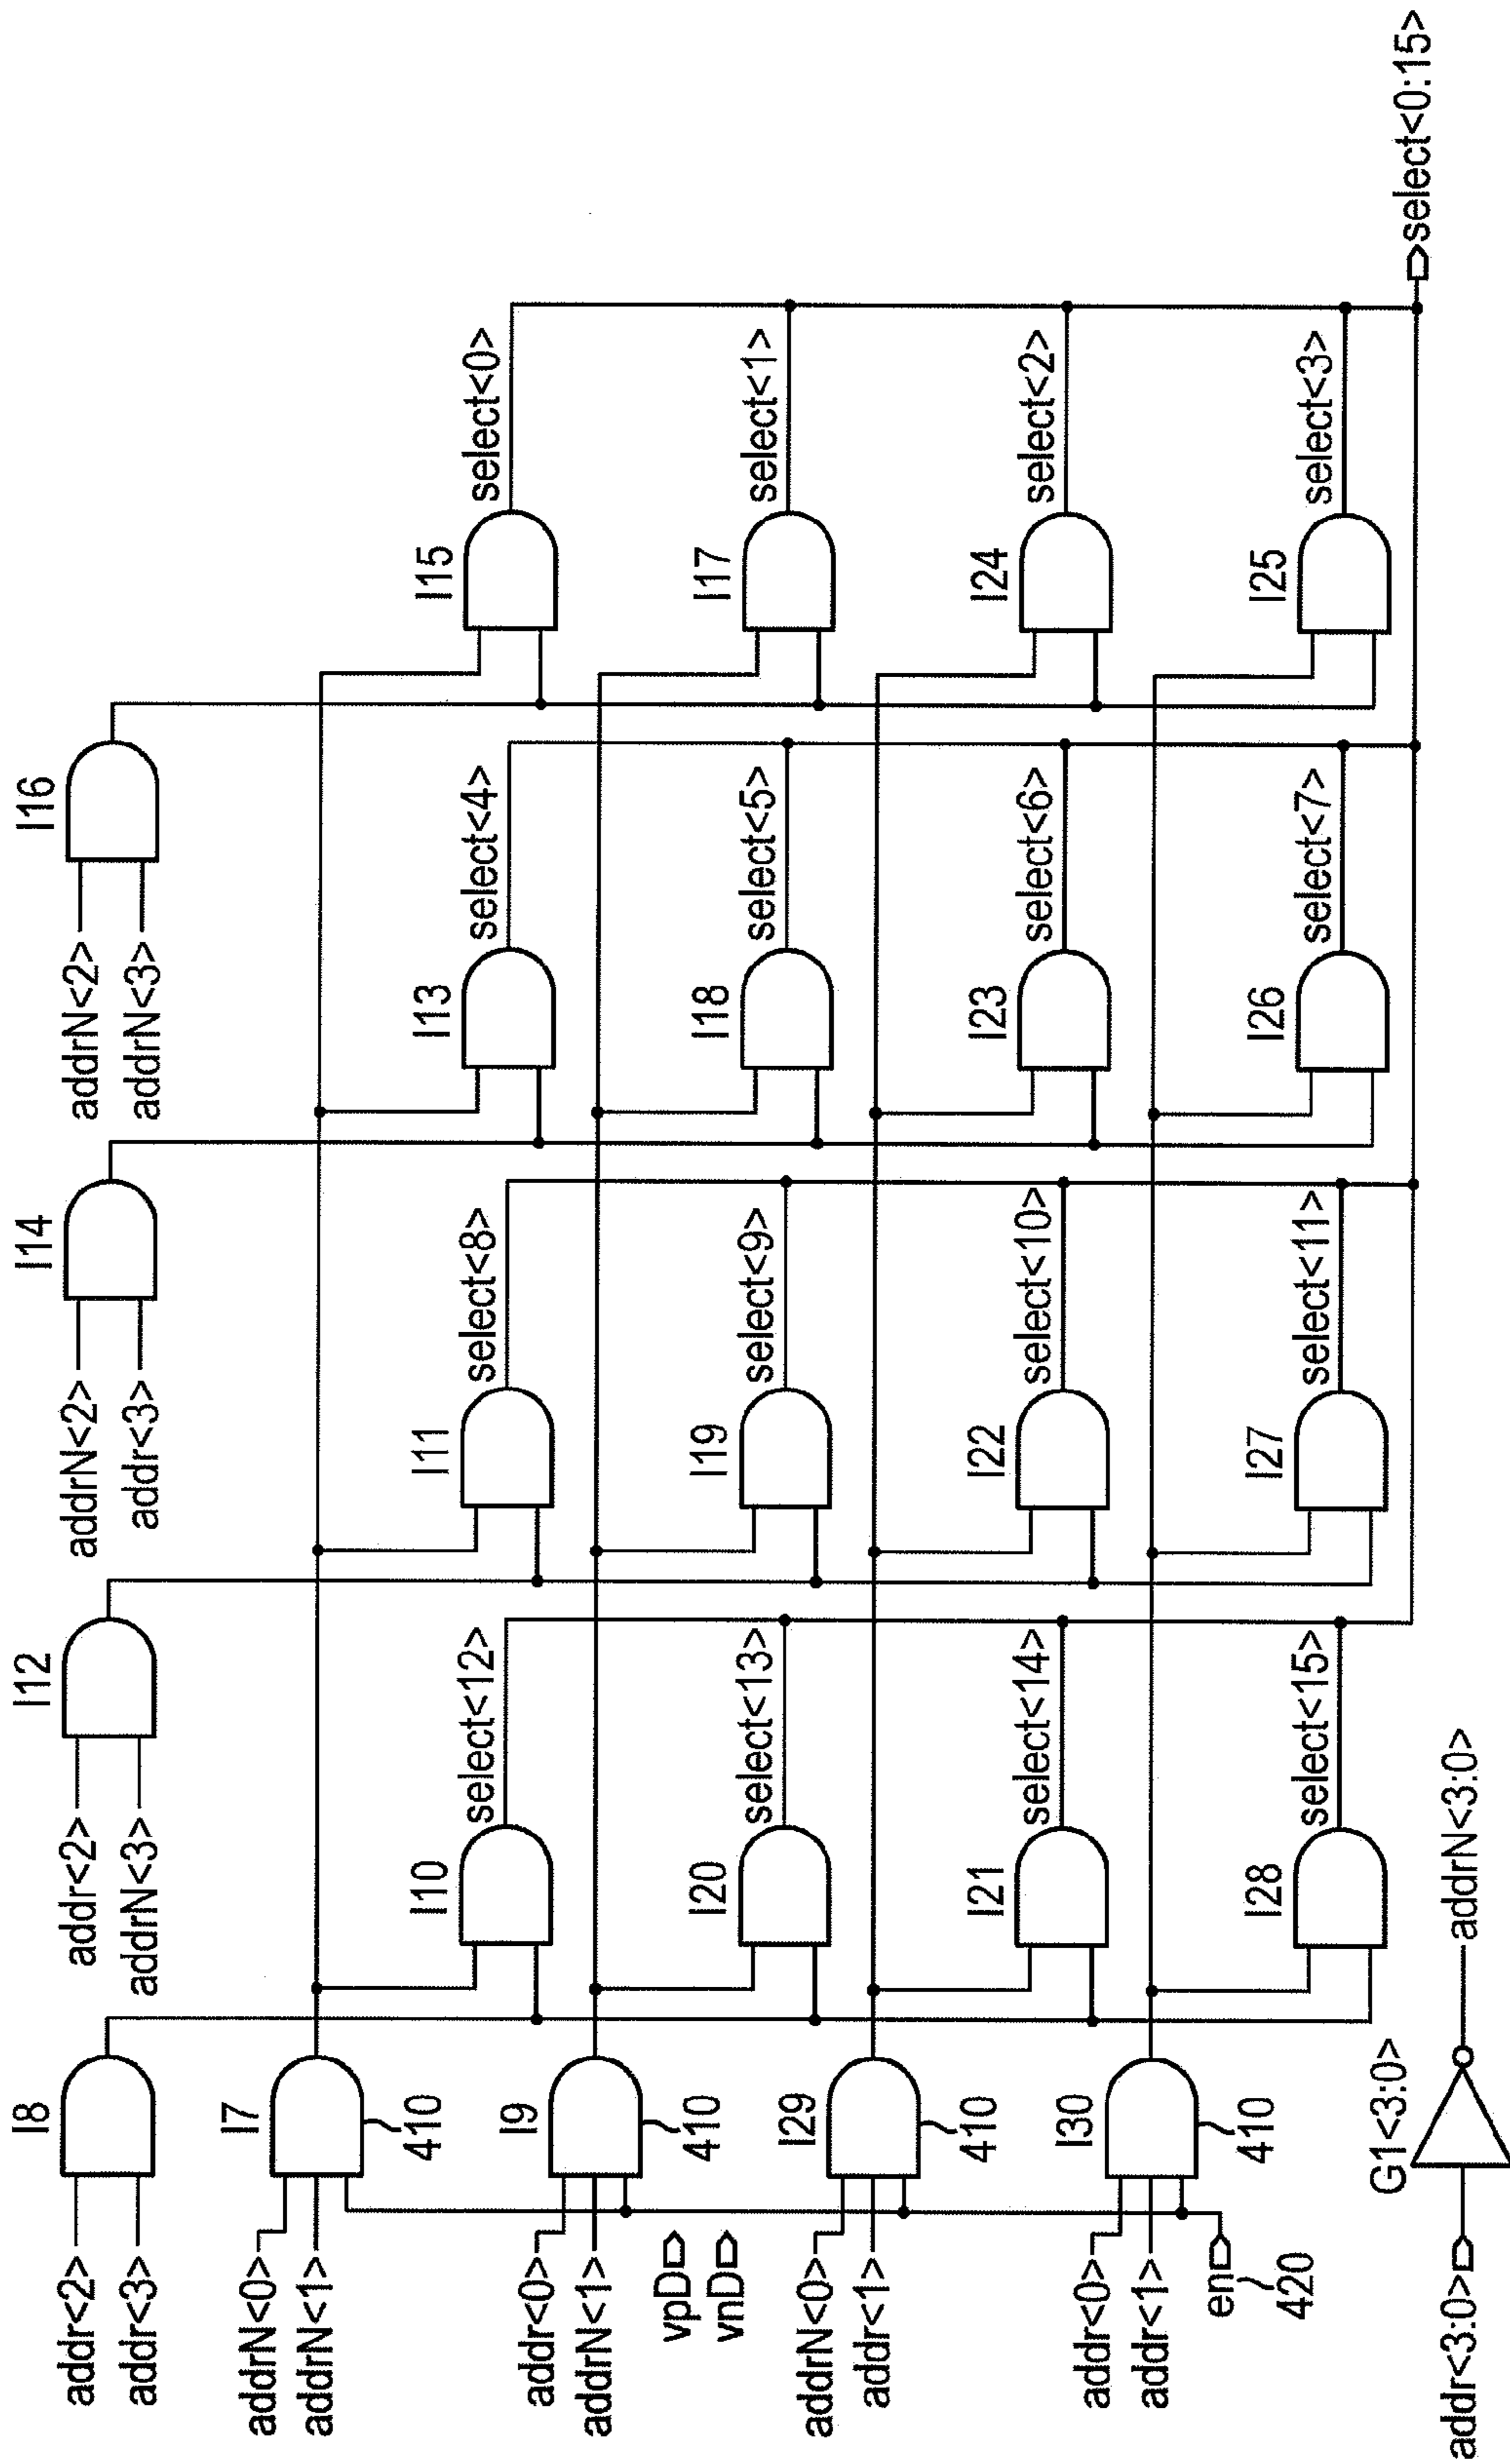 I8
addr<2>
addr<3>
I12
addr<2>
addrN<3>
I14
addrN<2>
addr<3>
I16
addrN<2>
addrN<3>
I7
410
addrN<0>
addrN<1>
I10
select<12>
I11
select<8>
I13
select<4>
I15
select<0>
I9
410
addr<0>
addrN<1>
I20
select<13>
I19
select<9>
I18
select<5>
I17
select<1>
vpD
vnD
I29
410
addrN<0>
addr<1>
I21
select<14>
I22
select<10>
I23
select<6>
I24
select<2>
I30
410
addr<0>
addr<1>
I28
select<15>
I27
select<11>
I26
select<7>
I25
select<3>
en
420
G1<3:0>
addr<3:0>
addrN<3:0>
select<0:15>